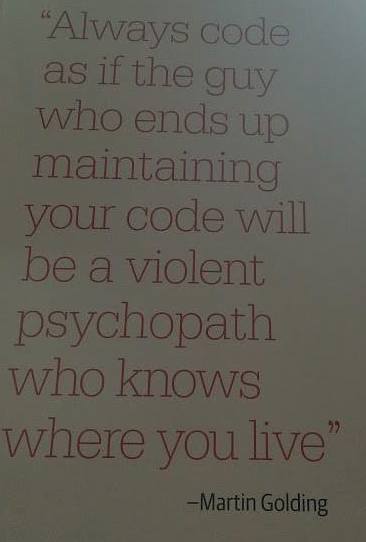 “Always code
as if the guy
who ends up
maintaining
your code will
be a violent
psychopath
who knows
where you live”
–Martin Golding